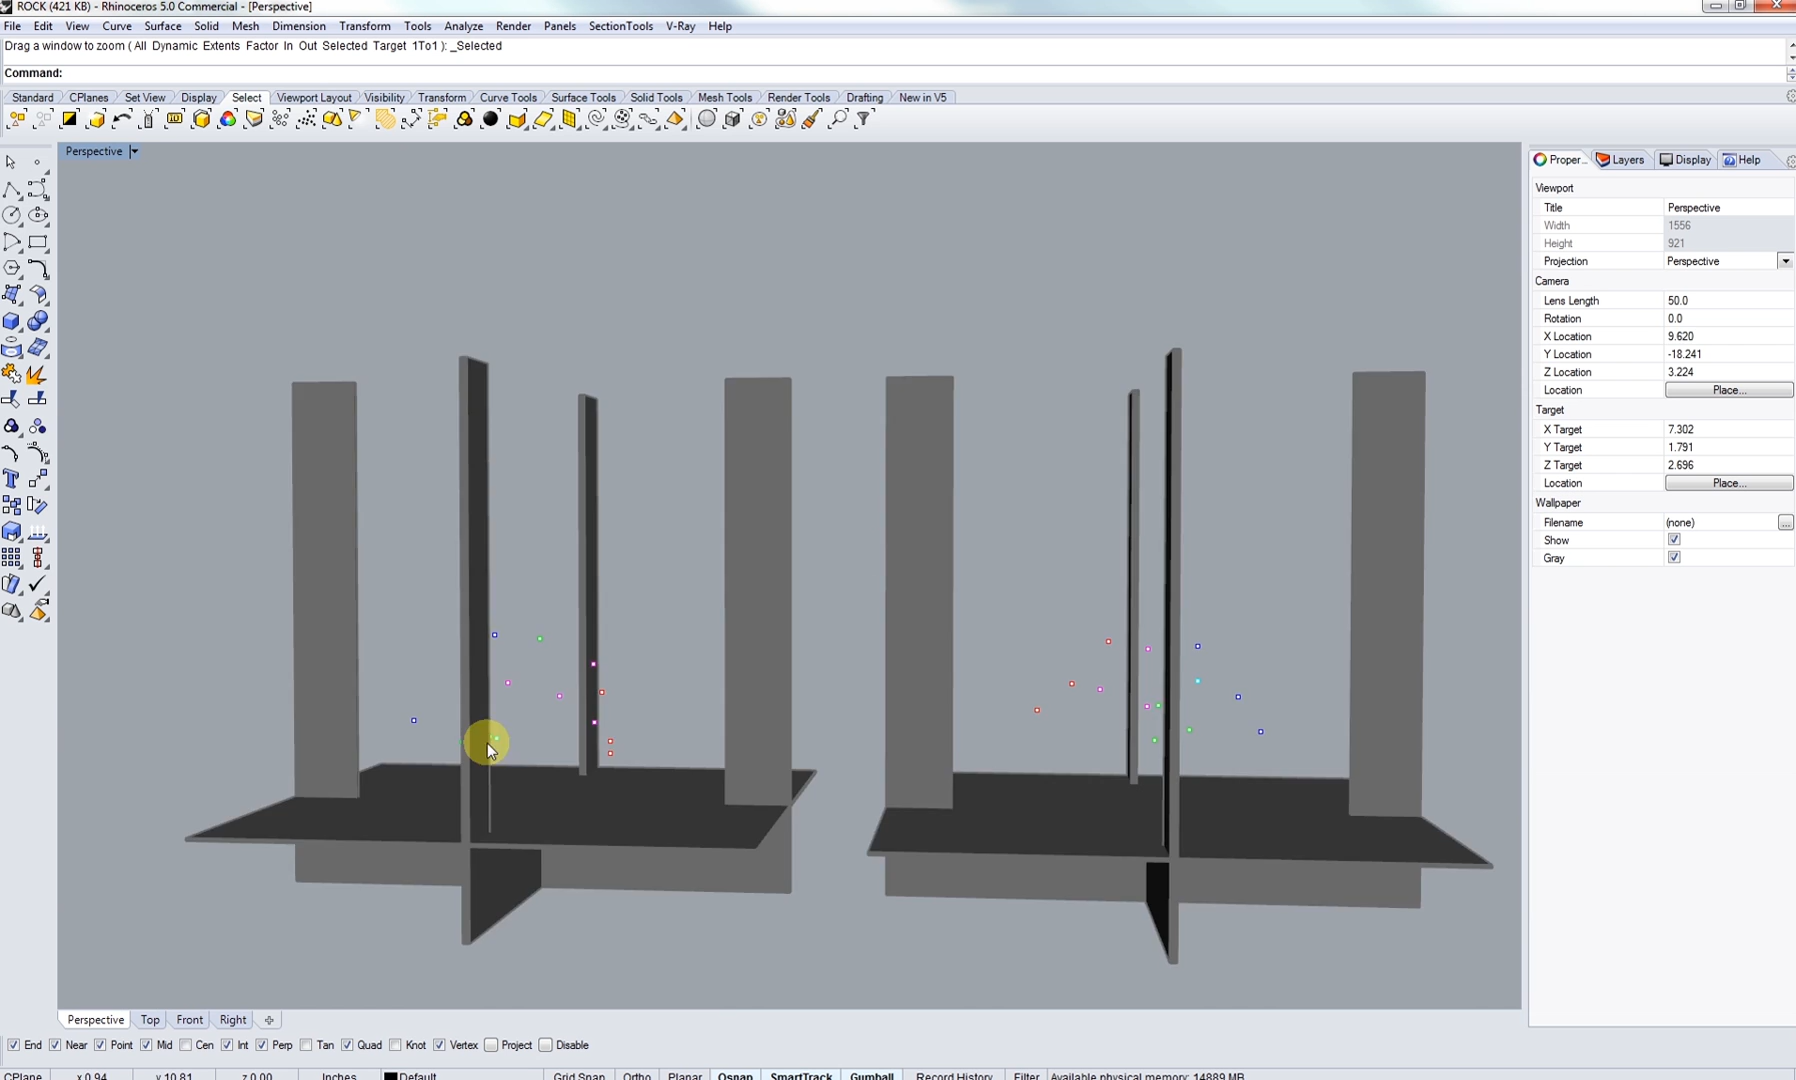 ROCK (421 KB) - Rhinoceros 5.0 Commercial - [Perspective]
File Edit View Curve Surface Solid Mesh Dimension Transform Tools Analyze Render Panels SectionTools V-Ray Help
Drag a window to zoom ( All Dynamic Extents Factor In Out Selected Target 1To1 ): _Selected
Command:
Standard CPlanes Set View Display Select Viewport Layout Visibility Transform Curve Tools Surface Tools Solid Tools Mesh Tools Render Tools Drafting New in V5
Perspective
Proper... Layers Display Help
Viewport
Title Perspective
Width 1556
Height 921
Projection Perspective
Camera
Lens Length 50.0
Rotation 0.0
X Location 9.620
Y Location -18.241
Z Location 3.224
Location Place...
Target
X Target 7.302
Y Target 1.791
Z Target 2.696
Location Place...
Wallpaper
Filename (none) ...
Show
Gray
Perspective Top Front Right
End Near Point Mid Cen Int Perp Tan Quad Knot Vertex Project Disable
CPlane x 0.94 y 10.81 z 0.00 Inches Default Grid Snap Ortho Planar Osnap SmartTrack Gumball Record History Filter Available physical memory: 14889 MB